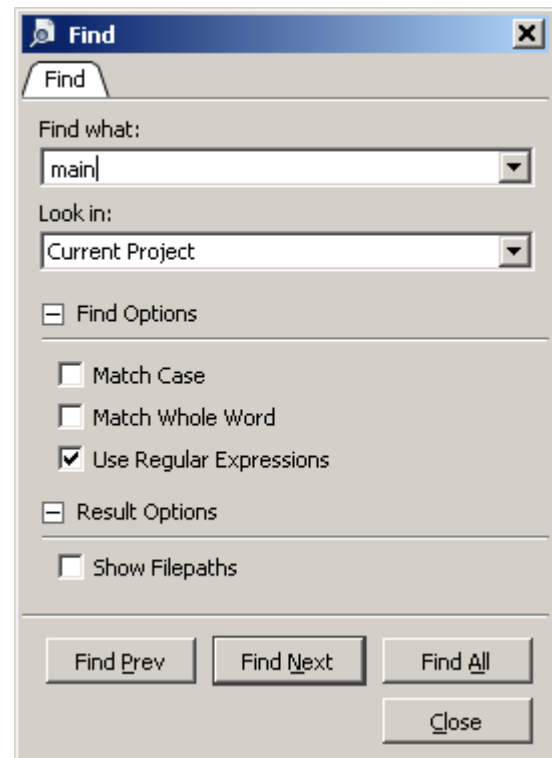 Find
Find
Find what:
main
Look in:
Current Project
Find Options
Match Case
Match Whole Word
Use Regular Expressions
Result Options
Show Filepaths
Find Prev Find Next Find All
Close